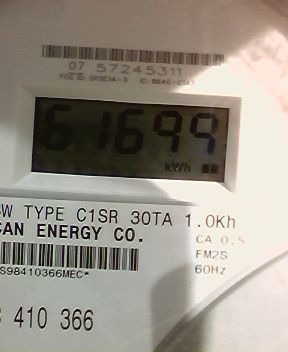 07 57245311
61699
kWh
W TYPE C1SR 30TA 1.0Kh
CAN ENERGY CO.
CA 0.5
FM2S
60Hz
S98410366MEC*
410 366